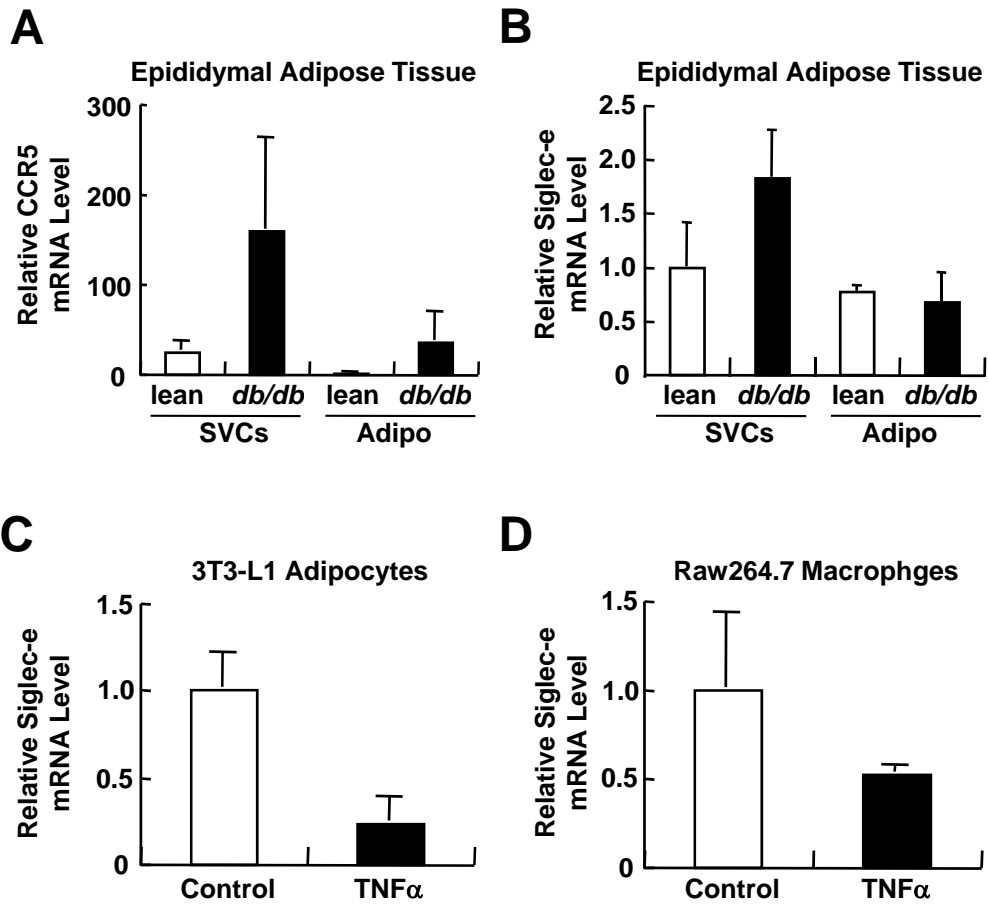 A
Epididymal Adipose Tissue
Relative CCR5
mRNA Level
300
200
100
0
lean db/db lean db/db
SVCs Adipo
B
Epididymal Adipose Tissue
Relative Siglec-e
mRNA Level
2.5
2.0
1.5
1.0
0.5
0
lean db/db lean db/db
SVCs Adipo
C
3T3-L1 Adipocytes
Relative Siglec-e
mRNA Level
1.5
1.0
0.5
0
Control TNFα
D
Raw264.7 Macrophges
Relative Siglec-e
mRNA Level
1.5
1.0
0.5
0
Control TNFα